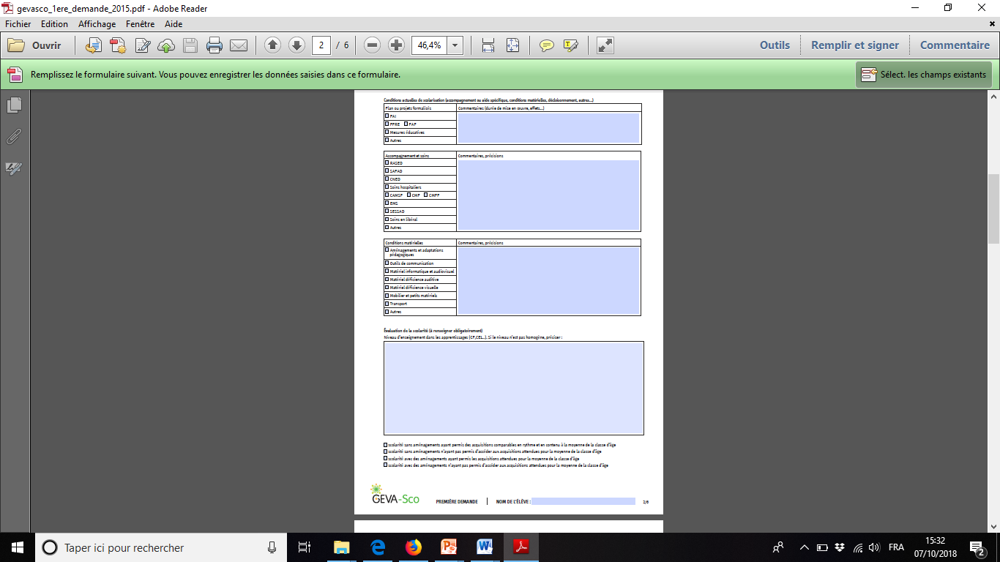 gevasco_1ere_demande_2015.pdf - Adobe Reader
Fichier Edition Affichage Fenêtre Aide
Ouvrir 2 / 6 46,4% Outils Remplir et signer Commentaire
Remplissez le formulaire suivant. Vous pouvez enregistrer les données saisies dans ce formulaire. Sélect. les champs existants
Conditions actuelles de scolarisation (accompagnement ou aide spécifique, conditions matérielles, décloisonnement, autres...)
Plan ou projets formalisés Commentaires (durée de mise en œuvre, effets...)
PAI
PPRE PAP
Mesures éducatives
Autres
Accompagnement et soins Commentaires, précisions
RASED
SAPAD
CNED
Soins hospitaliers
CAMSP CMP CMPP
EMS
SESSAD
Soins en libéral
Autres
Conditions matérielles Commentaires, précisions
Aménagements et adaptations
pédagogiques
Outils de communication
Matériel informatique et audiovisuel
Matériel déficience auditive
Matériel déficience visuelle
Mobilier et petits matériels
Transport
Autres
Évaluation de la scolarité (à renseigner obligatoirement)
Niveau d'enseignement dans les apprentissages (CP,CE1...). Si le niveau n'est pas homogène, préciser :
scolarité sans aménagements ayant permis des acquisitions comparables en rythme et en contenu à la moyenne de la classe d'âge
scolarité sans aménagements n'ayant pas permis d'accéder aux acquisitions attendues pour la moyenne de la classe d'âge
scolarité avec des aménagements ayant permis les acquisitions attendues pour la moyenne de la classe d'âge
scolarité avec des aménagements n'ayant pas permis d'accéder aux acquisitions attendues pour la moyenne de la classe d'âge
GEVA-Sco PREMIÈRE DEMANDE NOM DE L'ÉLÈVE : 2/6
Taper ici pour rechercher FRA 15:32
07/10/2018 2